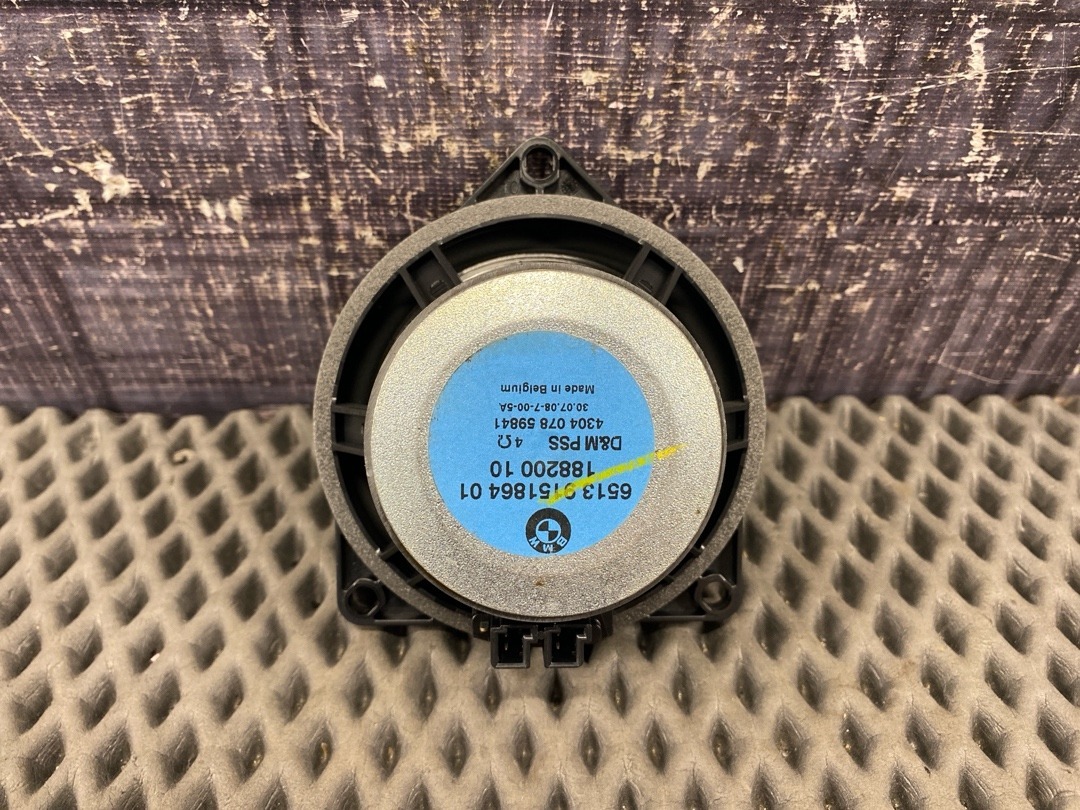 BMW
6513 9151864 01
188200 10
D&M PSS 4Ω
4304 078 59841
30.07.08-7-00-5A
Made in Belgium